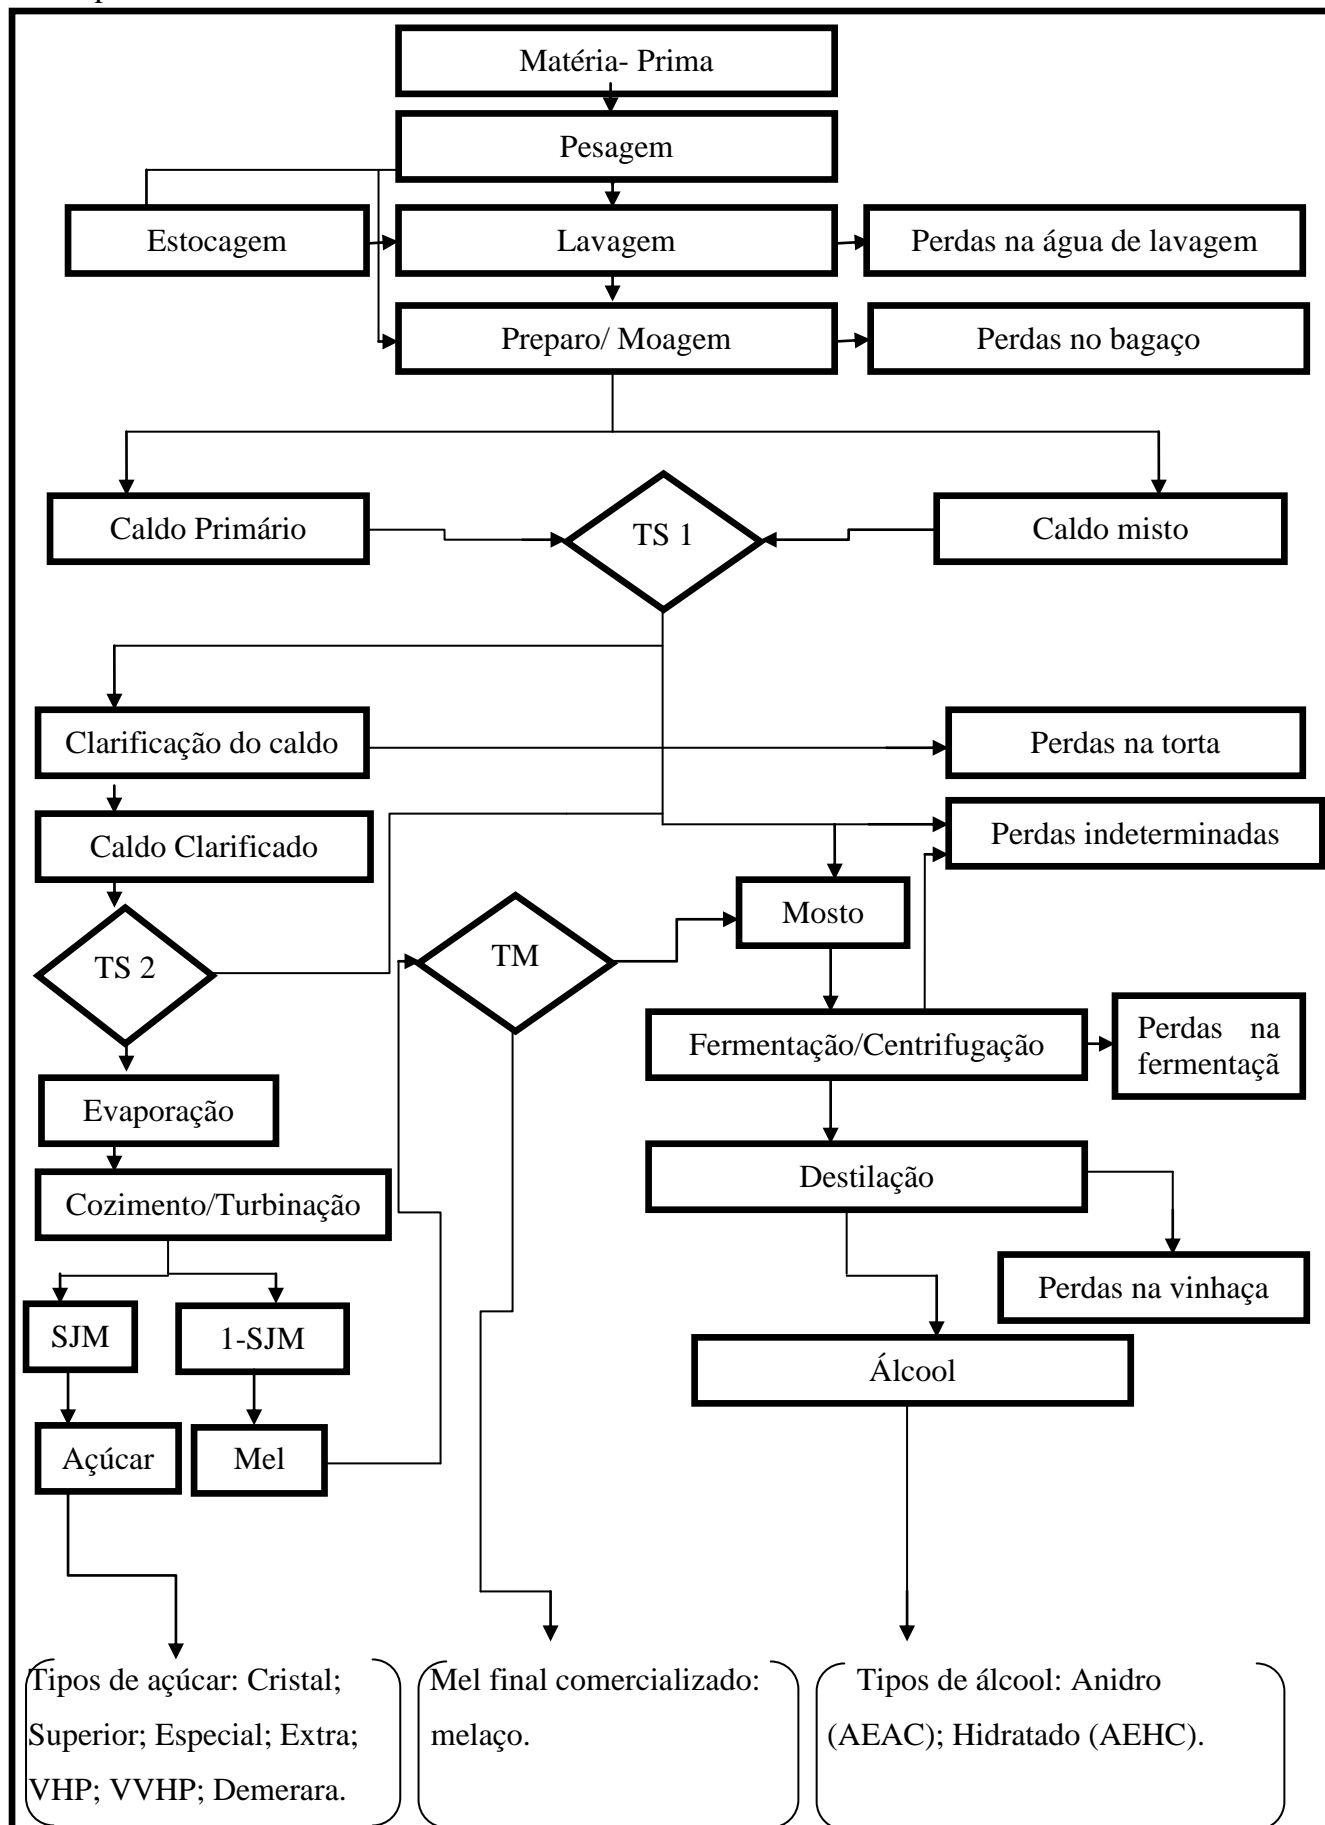 Matéria- Prima
Pesagem
Estocagem
Lavagem
Perdas na água de lavagem
Preparo/ Moagem
Perdas no bagaço
Caldo Primário
TS 1
Caldo misto
Clarificação do caldo
Perdas na torta
Caldo Clarificado
Perdas indeterminadas
Mosto
TS 2
TM
Fermentação/Centrifugação
Perdas na
fermentaçã
Evaporação
Destilação
Cozimento/Turbinação
Perdas na vinhaça
SJM
1-SJM
Álcool
Açúcar
Mel
Tipos de açúcar: Cristal;
Superior; Especial; Extra;
VHP; VVHP; Demerara.
Mel final comercializado:
melaço.
Tipos de álcool: Anidro
(AEAC); Hidratado (AEHC).